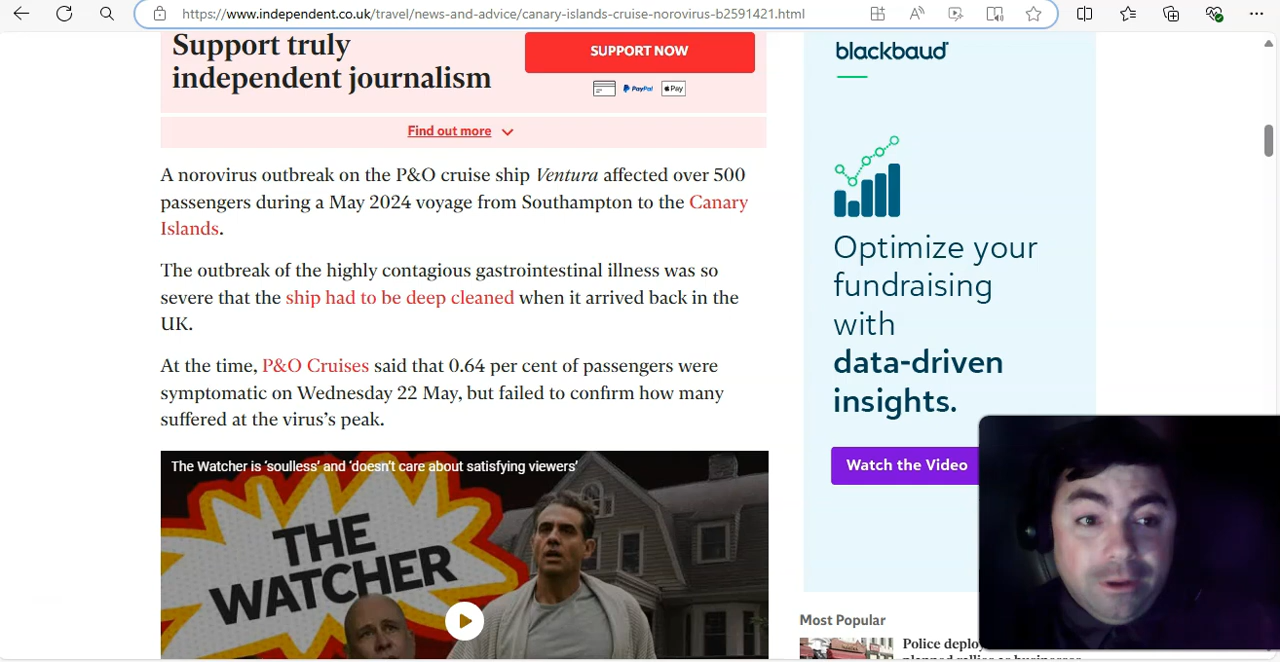 https://www.independent.co.uk/travel/news-and-advice/canary-islands-cruise-norovirus-b2591421.html
Support truly
independent journalism
SUPPORT NOW
PayPal
Pay
Find out more
A norovirus outbreak on the P&O cruise ship Ventura affected over 500
passengers during a May 2024 voyage from Southampton to the Canary
Islands.
The outbreak of the highly contagious gastrointestinal illness was so
severe that the ship had to be deep cleaned when it arrived back in the
UK.
At the time, P&O Cruises said that 0.64 per cent of passengers were
symptomatic on Wednesday 22 May, but failed to confirm how many
suffered at the virus’s peak.
The Watcher is ‘soulless’ and ‘doesn’t care about satisfying viewers’
THE
WATCHER
blackbaud
Optimize your
fundraising
with
data-driven
insights.
Watch the Video
Most Popular
Police deploy